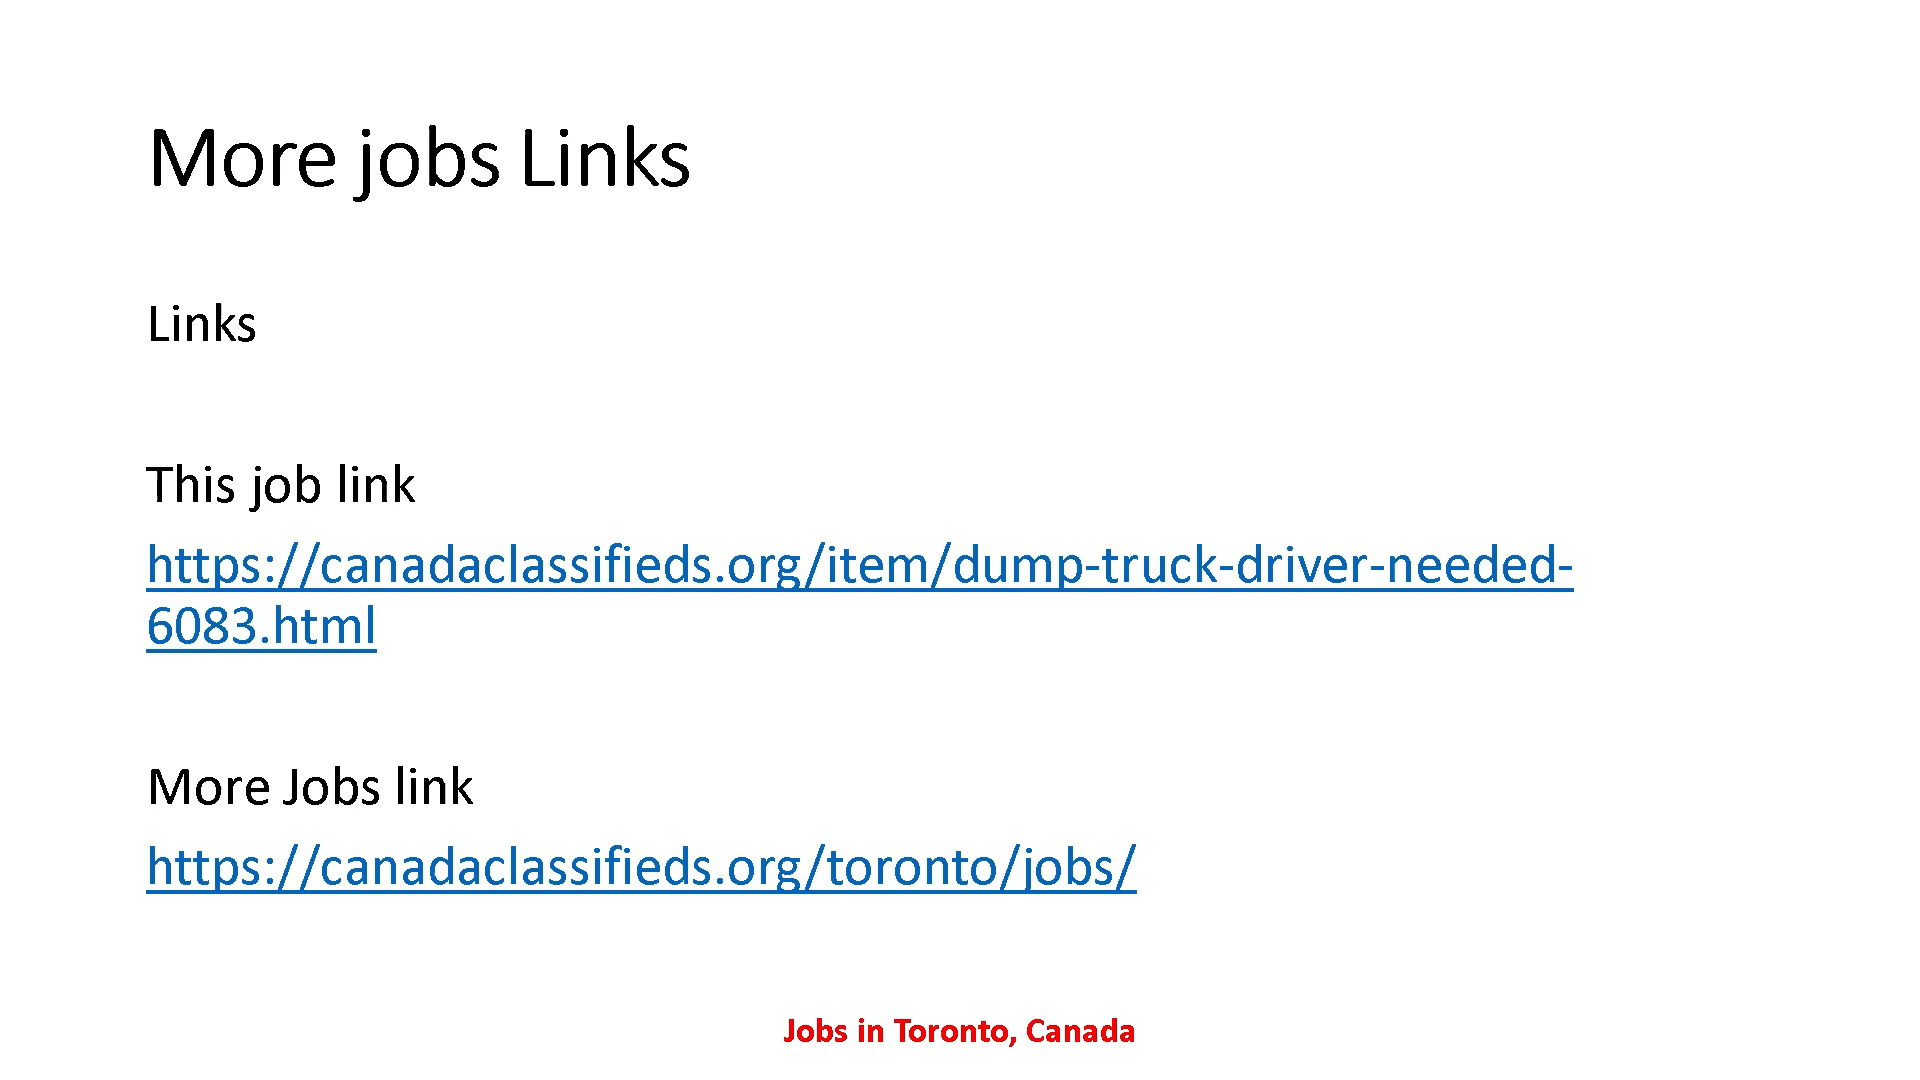 More jobs Links
Links
This job link
https://canadaclassifieds.org/item/dump-truck-driver-needed-
6083.html
More Jobs link
https://canadaclassifieds.org/toronto/jobs/
Jobs in Toronto, Canada